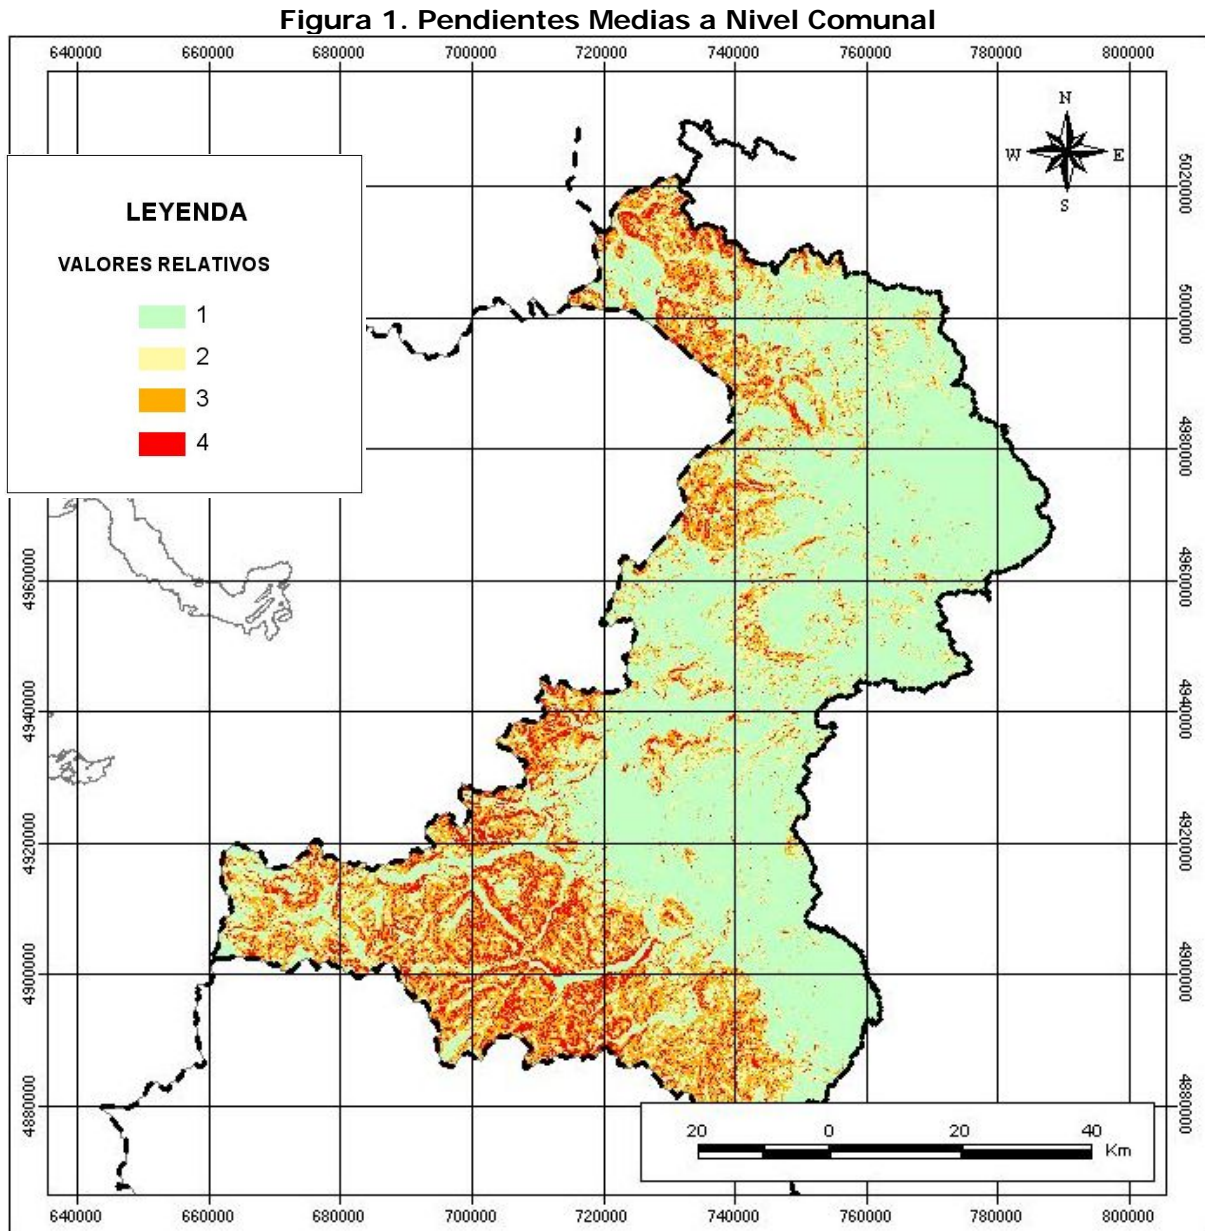 Figura 1. Pendientes Medias a Nivel Comunal
640000 660000 680000 700000 720000 740000 760000 780000 800000
N
W E
S
LEYENDA
VALORES RELATIVOS
1
2
3
4
5020000
5000000
4980000
4960000 4960000
4940000 4940000
4920000 4920000
4900000 4900000
4880000 4880000
20 0 20 40
Km
640000 660000 680000 700000 720000 740000 760000 780000 800000